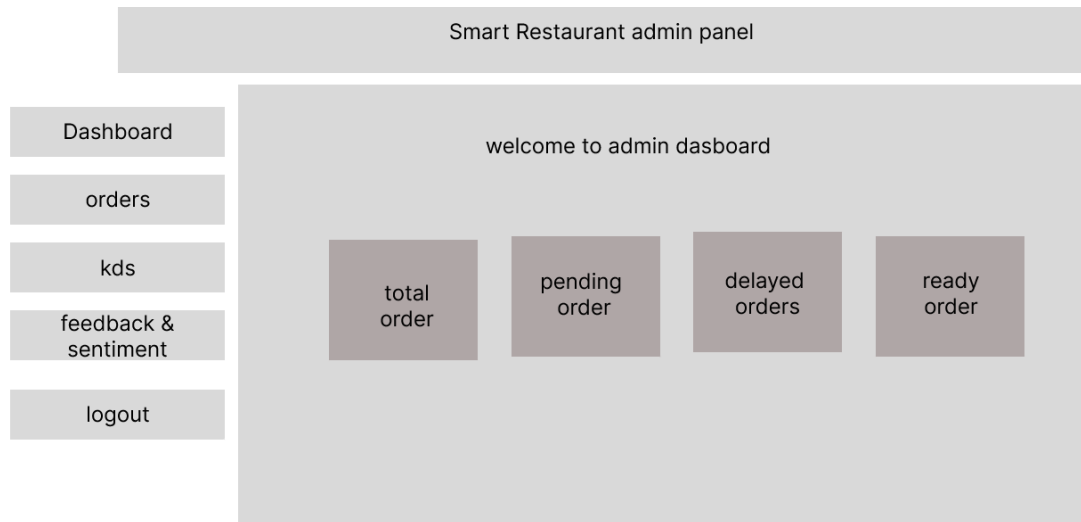 Smart Restaurant admin panel
Dashboard
orders
kds
feedback &
sentiment
logout
welcome to admin dasboard
total
order
pending
order
delayed
orders
ready
order